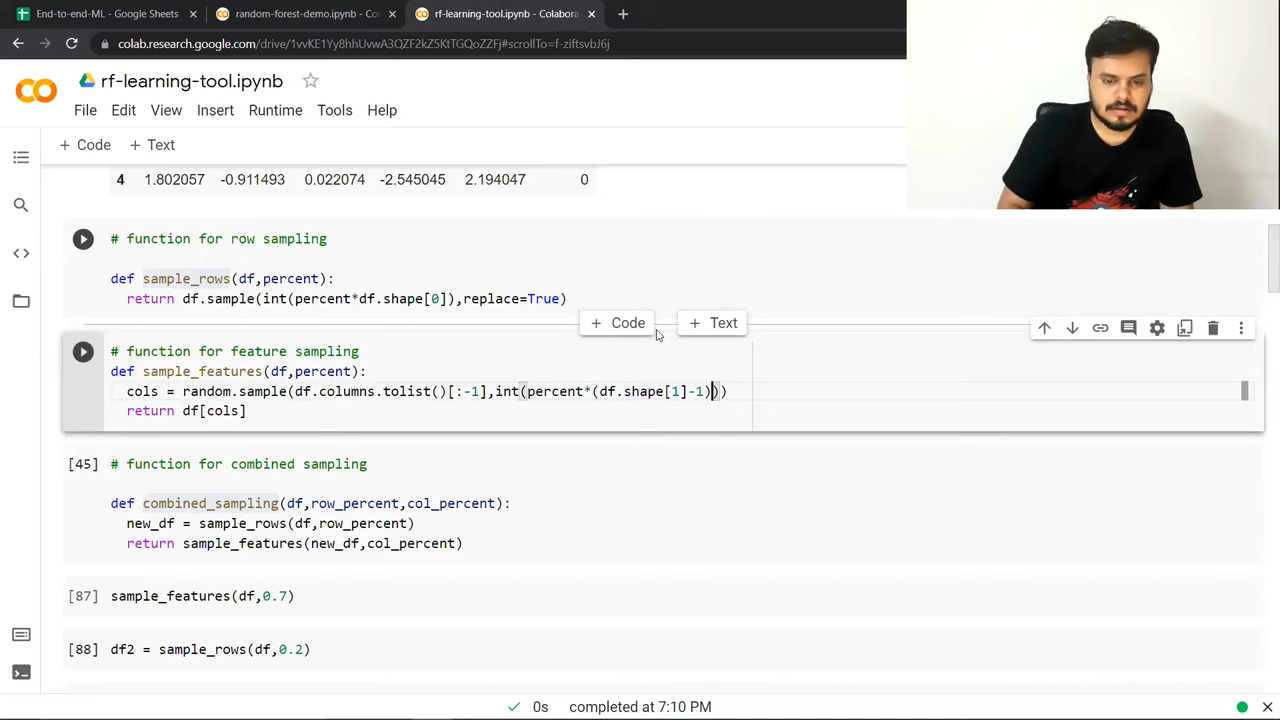 End-to-end-ML - Google Sheets
random-forest-demo.ipynb - Col
rf-learning-tool.ipynb - Colabora
colab.research.google.com/drive/1vvKE1Yy8hhUvwA3QZF2kZ5KtTGQoZZFj#scrollTo=f-ziftsvbJ6j
rf-learning-tool.ipynb
File Edit View Insert Runtime Tools Help
+ Code + Text
4 1.802057 -0.911493 0.022074 -2.545045 2.194047 0
# function for row sampling
def sample_rows(df,percent):
return df.sample(int(percent*df.shape[0]),replace=True)
+ Code + Text
# function for feature sampling
def sample_features(df,percent):
cols = random.sample(df.columns.tolist()[:-1],int(percent*(df.shape[1]-1)))
return df[cols]
[45] # function for combined sampling
def combined_sampling(df,row_percent,col_percent):
new_df = sample_rows(df,row_percent)
return sample_features(new_df,col_percent)
[87] sample_features(df,0.7)
[88] df2 = sample_rows(df,0.2)
0s completed at 7:10 PM